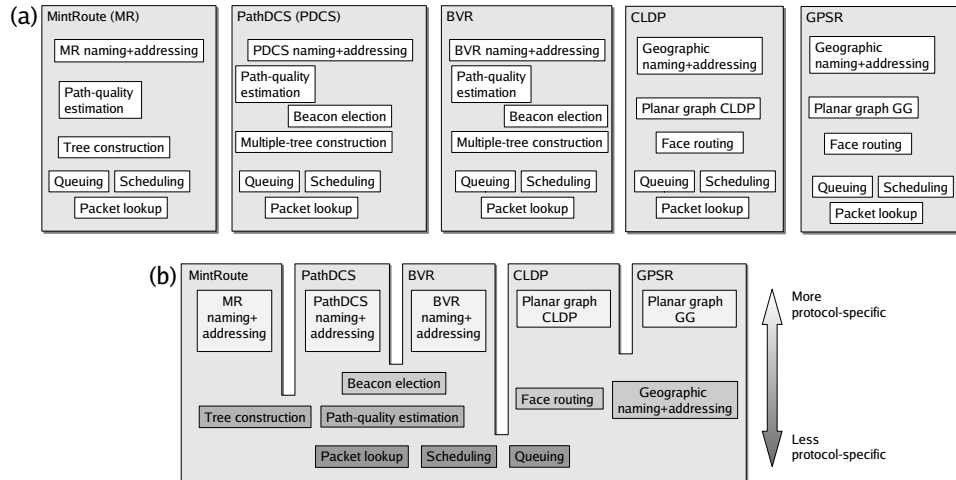 (a)
MintRoute (MR)
MR naming+addressing
Path-quality
estimation
Tree construction
Queuing
Scheduling
Packet lookup
PathDCS (PDCS)
PDCS naming+addressing
Path-quality
estimation
Beacon election
Multiple-tree construction
Queuing
Scheduling
Packet lookup
BVR
BVR naming+addressing
Path-quality
estimation
Beacon election
Multiple-tree construction
Queuing
Scheduling
Packet lookup
CLDP
Geographic
naming+addressing
Planar graph CLDP
Face routing
Queuing
Scheduling
Packet lookup
GPSR
Geographic
naming+addressing
Planar graph GG
Face routing
Queuing
Scheduling
Packet lookup
(b)
MintRoute
PathDCS
BVR
CLDP
GPSR
MR
naming+
addressing
PathDCS
naming+
addressing
BVR
naming+
addressing
Planar graph
CLDP
Planar graph
GG
Beacon election
Face routing
Geographic
naming+addressing
Tree construction
Path-quality estimation
Packet lookup
Scheduling
Queuing
More
protocol-specific
Less
protocol-specific